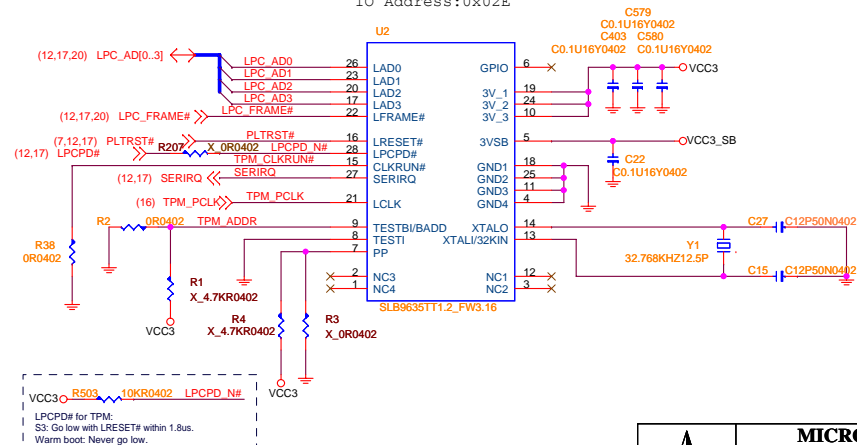 IO Address:0x02E
C579
C0.1U16Y0402
C403 C580
C0.1U16Y0402 C0.1U16Y0402
U2
(12,17,20) LPC_AD[0..3]
LPC_AD0 26 LAD0
LPC_AD1 23 LAD1
LPC_AD2 20 LAD2
LPC_AD3 17 LAD3
(12,17,20) LPC_FRAME# LPC_FRAME# 22 LFRAME#
(7,12,17) PLTRST# PLTRST# 16 LRESET#
(12,17) LPCPD# R207 X_0R0402 LPCPD_N# 28 LPCPD#
TPM_CLKRUN# 15 CLKRUN#
(12,17) SERIRQ SERIRQ 27 SERIRQ
(16) TPM_PCLK TPM_PCLK 21 LCLK
R2 0R0402 TPM_ADDR 9 TESTBI/BADD
8 TESTI
7 PP
2 NC3
1 NC4
GPIO 6
3V_1 19 VCC3
3V_2 24
3V_3 10
3VSB 5 VCC3_SB
GND1 18
GND2 25
GND3 11
GND4 4
C22
C0.1U16Y0402
XTALO 14
XTALI/32KIN 13
NC1 12
NC2 3
C27 C12P50N0402
Y1
32.768KHZ12.5P
C15 C12P50N0402
SLB9635TT1.2_FW3.16
R38
0R0402
R1
X_4.7KR0402
VCC3
R4
X_4.7KR0402
R3
X_0R0402
VCC3
VCC3 R503 10KR0402 LPCPD_N#
LPCPD# for TPM:
S3: Go low with LRESET# within 1.8us.
Warm boot: Never go low.